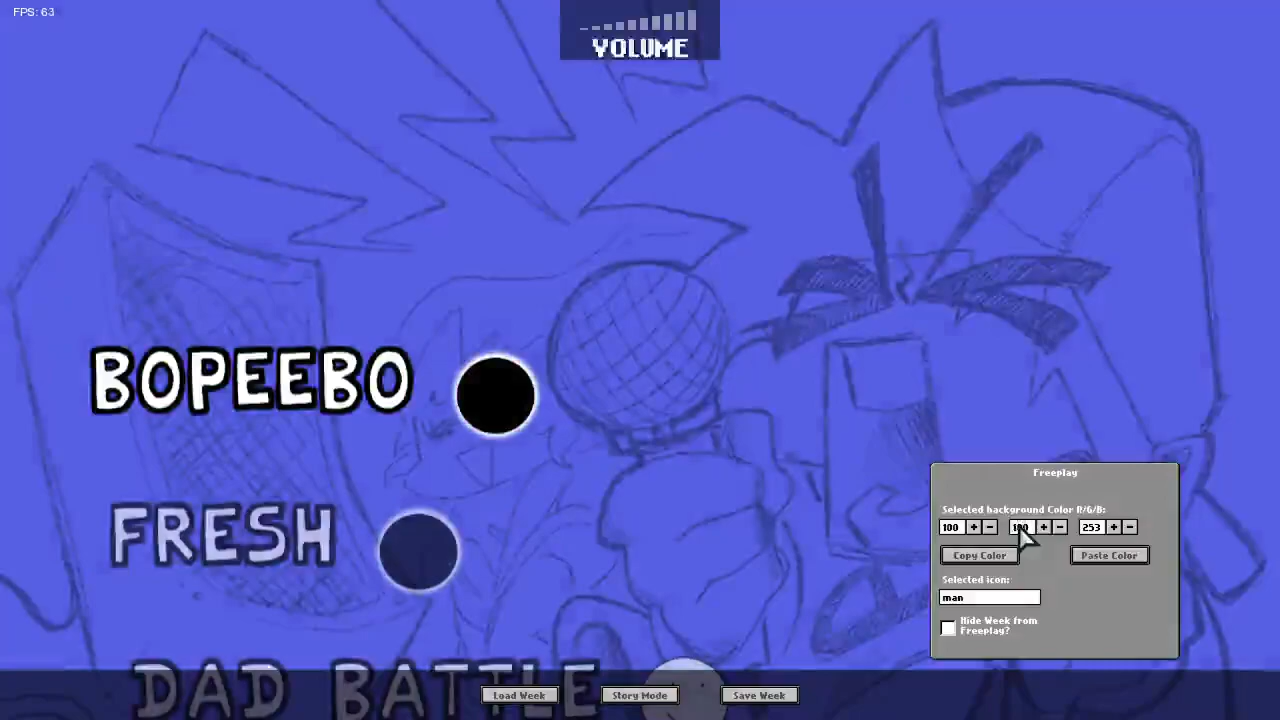 FPS: 63
VOLUME
BOPEEBO
FRESH
DAD BATTLE
Freeplay
Selected background Color R/G/B:
100 + - + - 253 + -
Copy Color Paste Color
Selected icon:
man
Hide Week from
Freeplay?
Load Week Story Mode Save Week